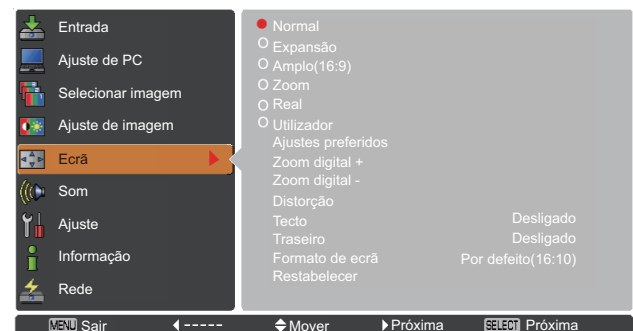 Entrada
Ajuste de PC
Selecionar imagem
Ajuste de imagem
Ecrã
Som
Ajuste
Informação
Rede
Normal
Expansão
Amplo(16:9)
Zoom
Real
Utilizador
Ajustes preferidos
Zoom digital +
Zoom digital -
Distorção
Tecto Desligado
Traseiro Desligado
Formato de ecrã Por defeito(16:10)
Restabelecer
MENU Sair ----- Mover Próxima SELECT Próxima